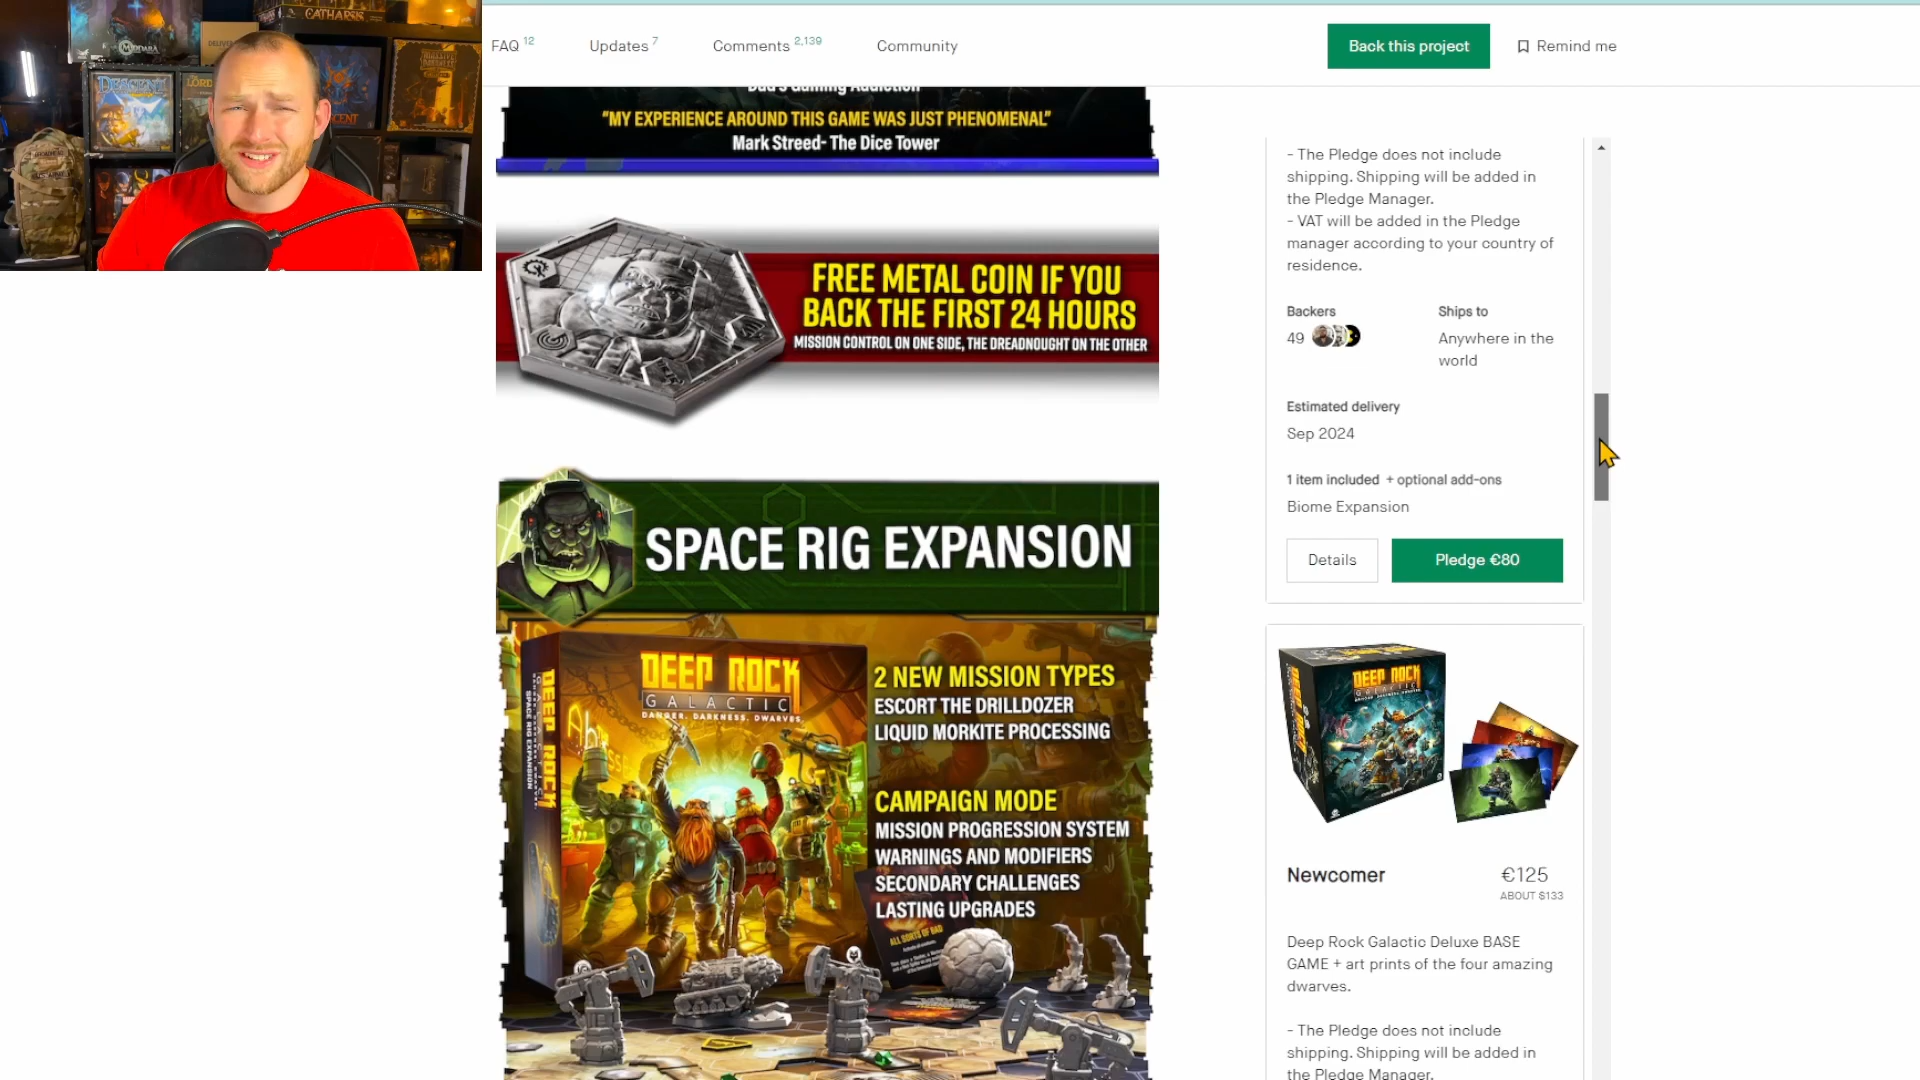 CATHARSIS
MIDDARA
DESCENT
LORD
FAQ 12
Updates 7
Comments 2,139
Community
Back this project
Remind me
Dad's Gaming Addiction
"MY EXPERIENCE AROUND THIS GAME WAS JUST PHENOMENAL"
Mark Streed- The Dice Tower
FREE METAL COIN IF YOU
BACK THE FIRST 24 HOURS
MISSION CONTROL ON ONE SIDE, THE DREADNOUGHT ON THE OTHER
SPACE RIG EXPANSION
DEEP ROCK
GALACTIC
DANGER. DARKNESS. DWARVES.
DEEP ROCK
GALACTIC
SPACE RIG EXPANSION
2 NEW MISSION TYPES
ESCORT THE DRILLDOZER
LIQUID MORKITE PROCESSING
CAMPAIGN MODE
MISSION PROGRESSION SYSTEM
WARNINGS AND MODIFIERS
SECONDARY CHALLENGES
LASTING UPGRADES
ALL SORTS OF BAD
- The Pledge does not include
shipping. Shipping will be added in
the Pledge Manager.
- VAT will be added in the Pledge
manager according to your country of
residence.
Backers
49
Ships to
Anywhere in the
world
Estimated delivery
Sep 2024
1 item included + optional add-ons
Biome Expansion
Details
Pledge €80
DEEP ROCK
GALACTIC
DEEP ROCK
Newcomer
€125
ABOUT $133
Deep Rock Galactic Deluxe BASE
GAME + art prints of the four amazing
dwarves.
- The Pledge does not include
shipping. Shipping will be added in
the Pledge Manager.